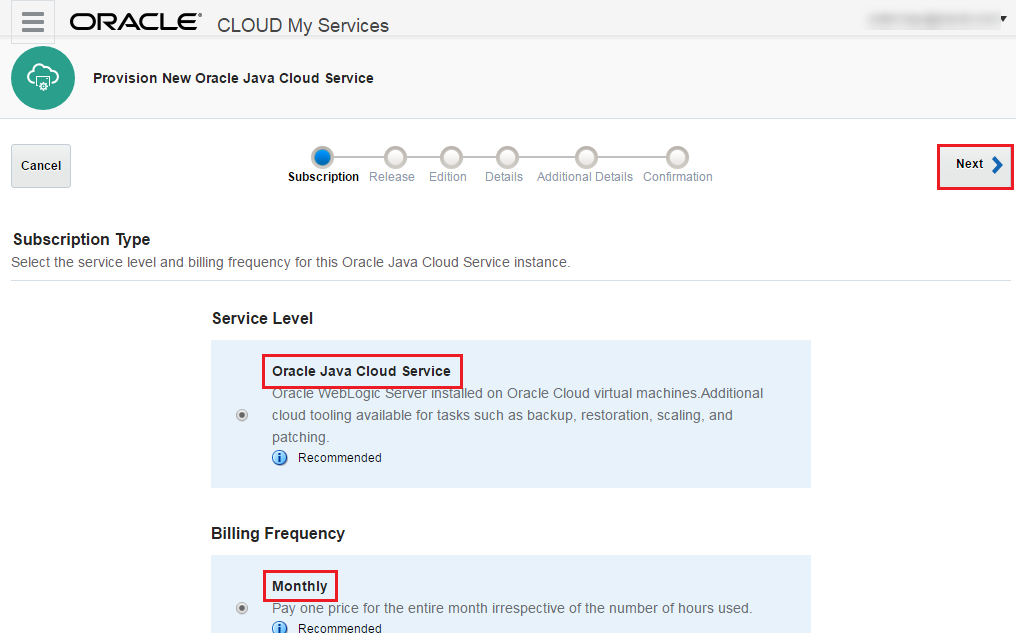 ORACLE® CLOUD My Services
Provision New Oracle Java Cloud Service
Cancel
Subscription Release Edition Details Additional Details Confirmation
Next
Subscription Type
Select the service level and billing frequency for this Oracle Java Cloud Service instance.
Service Level
Oracle Java Cloud Service
Oracle WebLogic Server installed on Oracle Cloud virtual machines.Additional
cloud tooling available for tasks such as backup, restoration, scaling, and
patching.
Recommended
Billing Frequency
Monthly
Pay one price for the entire month irrespective of the number of hours used.
Recommended